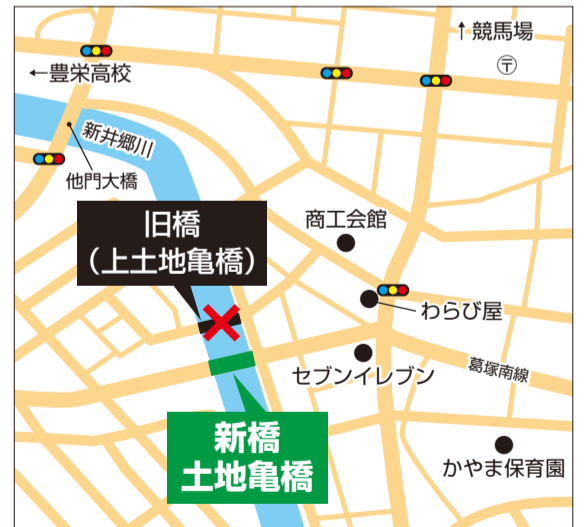 ↑競馬場
〒
←豊栄高校
新井郷川
他門大橋
旧橋
（上土地亀橋）
商工会館
わらび屋
セブンイレブン
葛塚南線
新橋
土地亀橋
かやま保育園